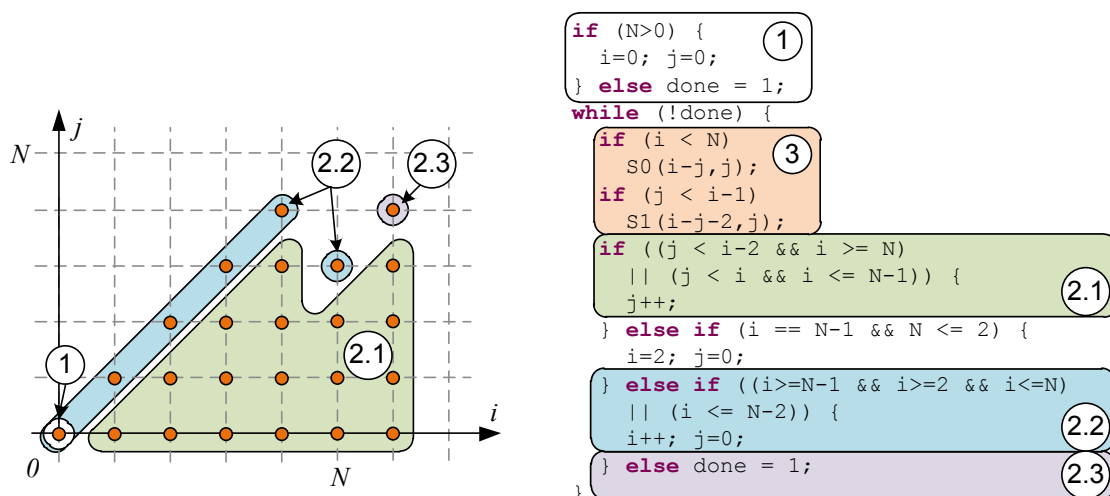 j
N
2.2
2.3
2.1
1
i
0
N
if (N>0) {
1
i=0; j=0;
} else done = 1;
while (!done) {
if (i < N)
3
S0(i-j,j);
if (j < i-1)
S1(i-j-2,j);
if ((j < i-2 && i >= N)
|| (j < i && i <= N-1)) {
j++;
2.1
} else if (i == N-1 && N <= 2) {
i=2; j=0;
} else if ((i>=N-1 && i>=2 && i<=N)
|| (i <= N-2)) {
i++; j=0;
2.2
} else done = 1;
2.3
}